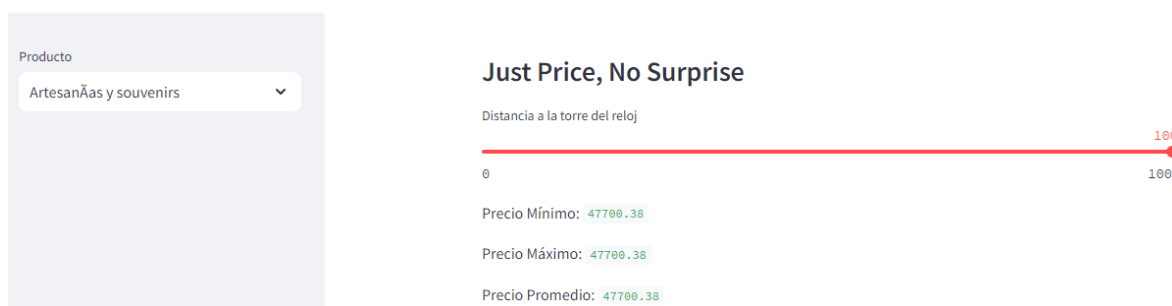 Producto
ArtesanÃas y souvenirs
Just Price, No Surprise
Distancia a la torre del reloj
0
Precio Mínimo: 47700.38
Precio Máximo: 47700.38
Precio Promedio: 47700.38